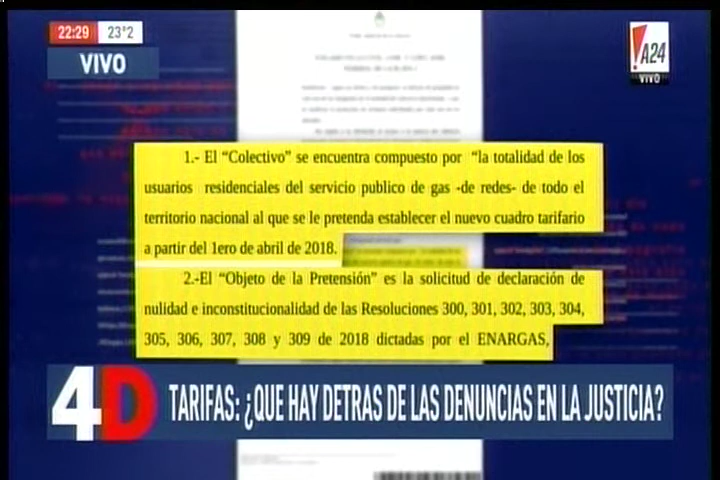 22:29 23°2
VIVO
A24
VIVO
1.- El “Colectivo” se encuentra compuesto por “la totalidad de los
usuarios residenciales del servicio publico de gas -de redes- de todo el
territorio nacional al que se le pretenda establecer el nuevo cuadro tarifario
a partir del 1ero de abril de 2018.
2.-El “Objeto de la Pretensión” es la solicitud de declaración de
nulidad e inconstitucionalidad de las Resoluciones 300, 301, 302, 303, 304,
305, 306, 307, 308 y 309 de 2018 dictadas por el ENARGAS,
4D TARIFAS: ¿QUE HAY DETRAS DE LAS DENUNCIAS EN LA JUSTICIA?